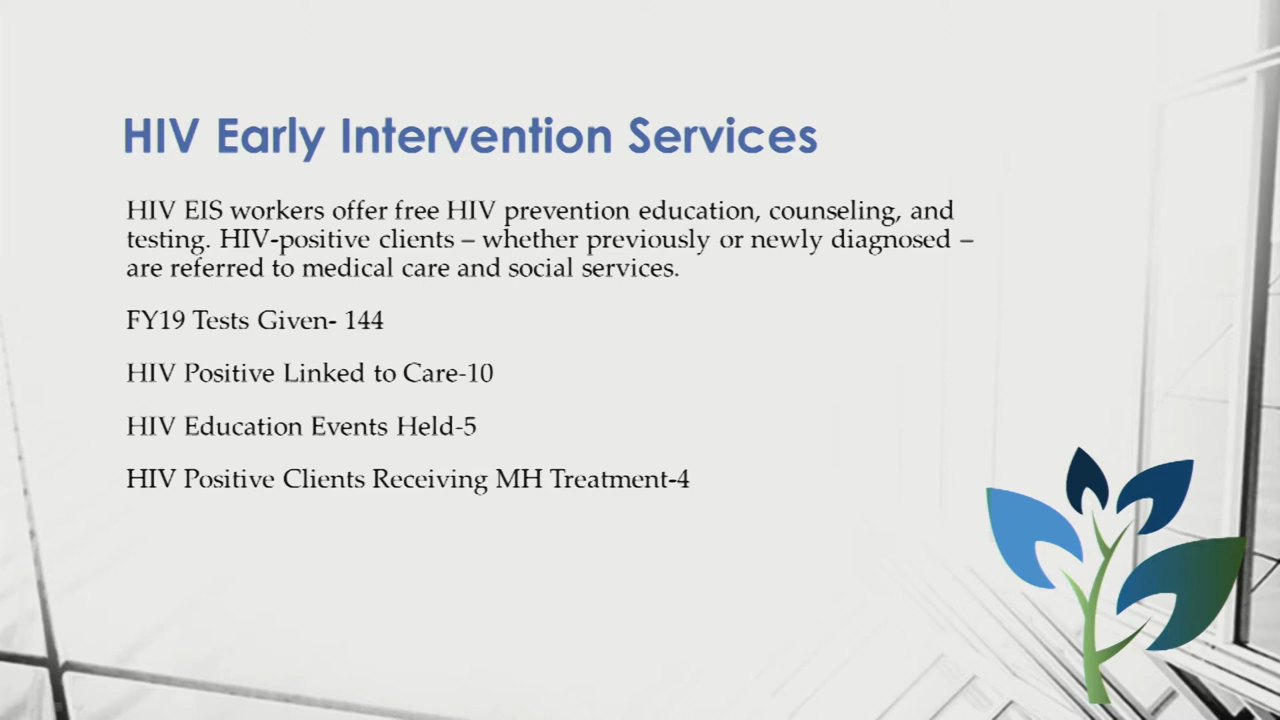 HIV Early Intervention Services
HIV EIS workers offer free HIV prevention education, counseling, and
testing. HIV-positive clients – whether previously or newly diagnosed –
are referred to medical care and social services.
FY19 Tests Given- 144
HIV Positive Linked to Care-10
HIV Education Events Held-5
HIV Positive Clients Receiving MH Treatment-4